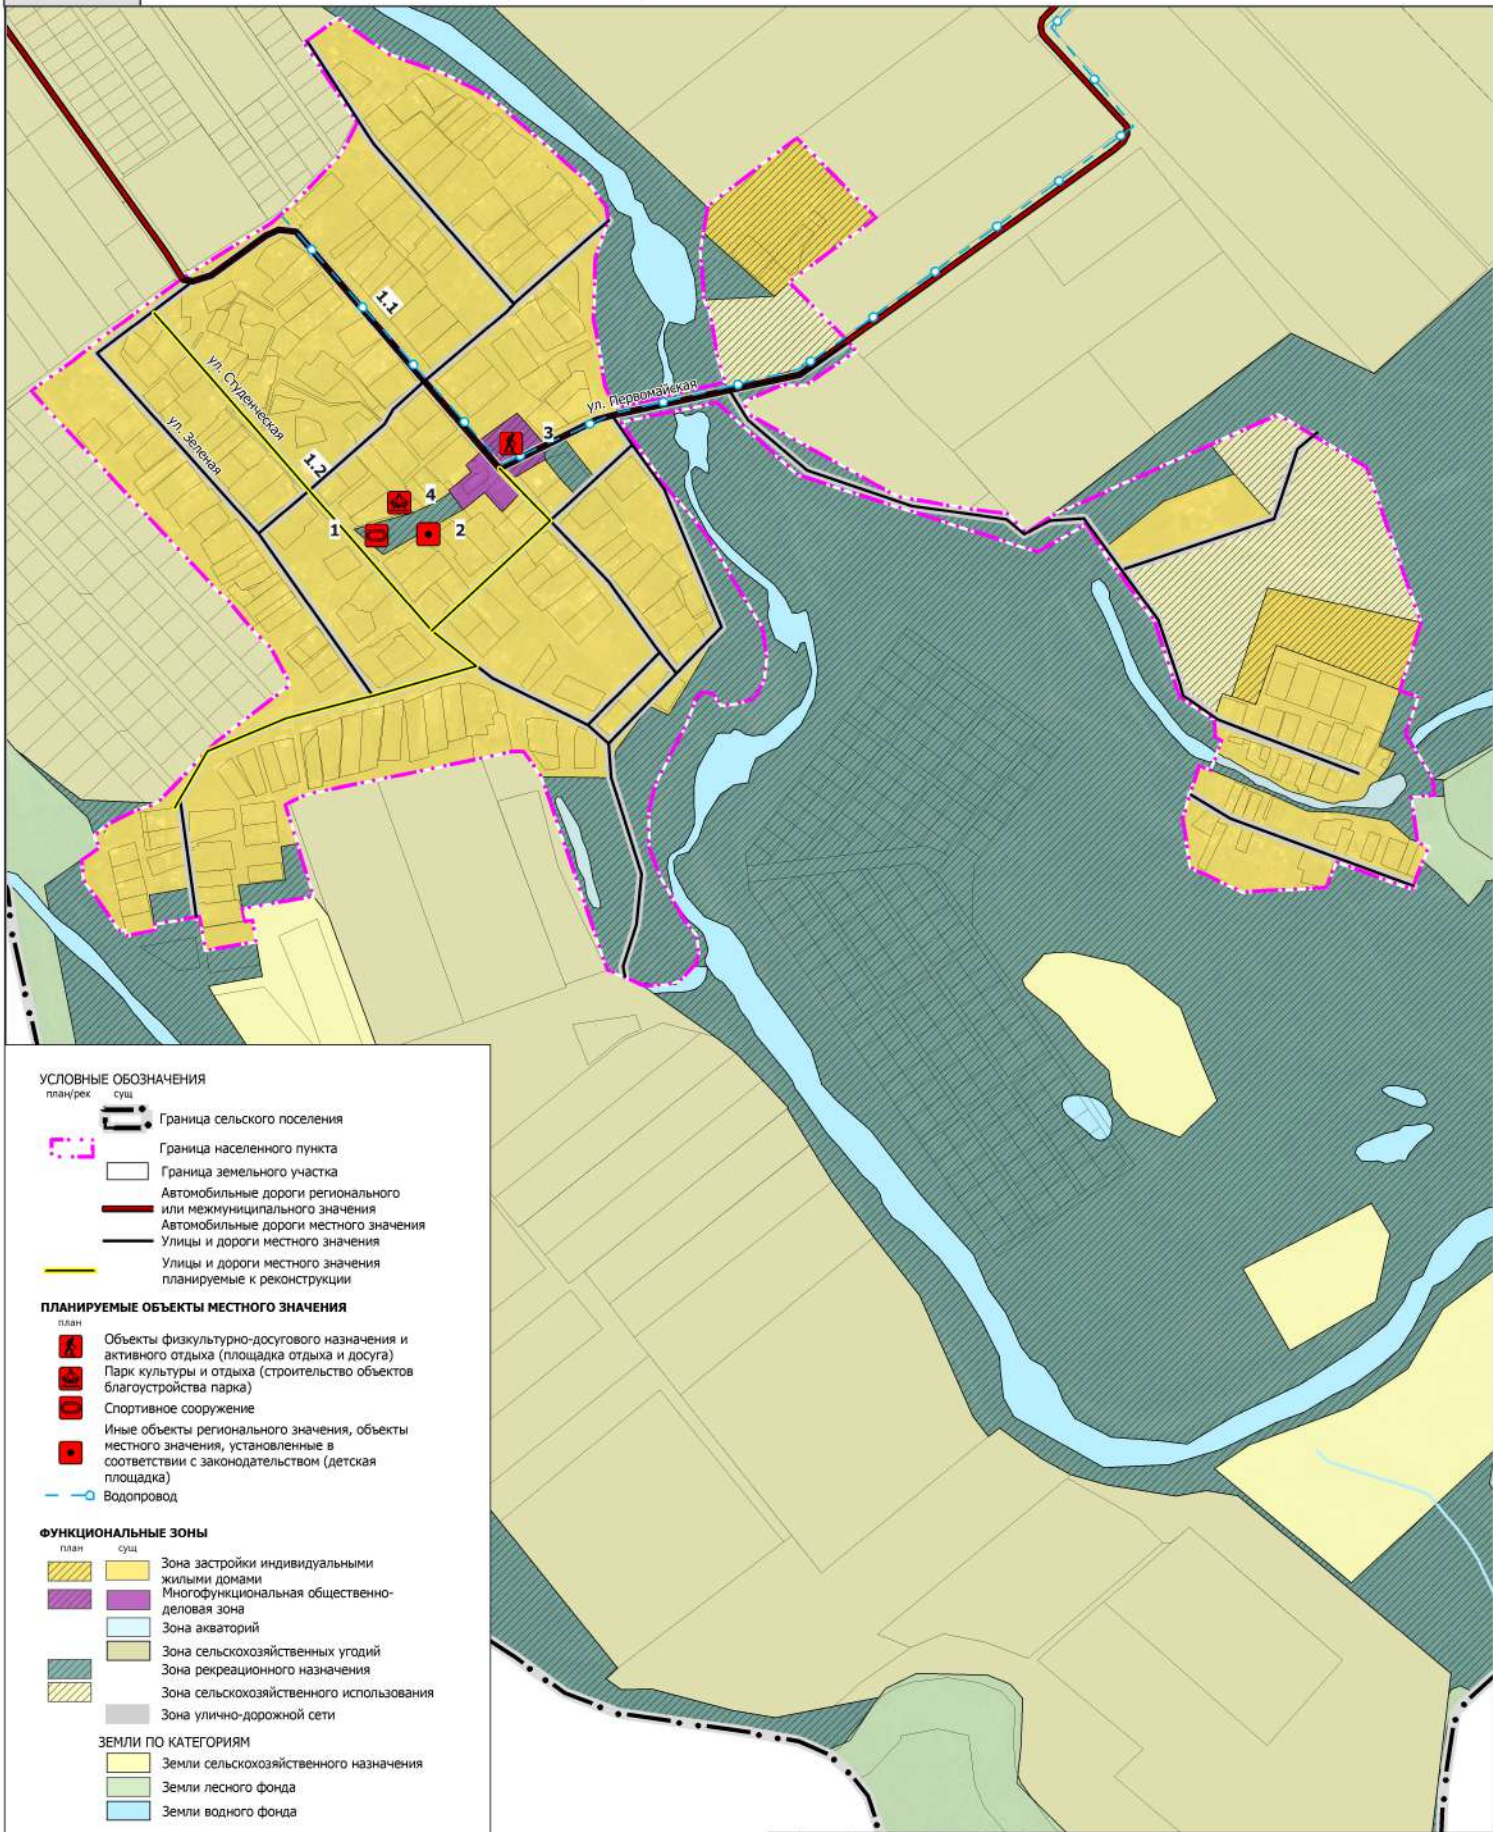 1.1
ул. Студенческая
ул. Зеленая
1.2
ул. Первомайская
3
4
1
2
УСЛОВНЫЕ ОБОЗНАЧЕНИЯ
план/рек сущ
Граница сельского поселения
Граница населенного пункта
Граница земельного участка
Автомобильные дороги регионального
или межмуниципального значения
Автомобильные дороги местного значения
Улицы и дороги местного значения
Улицы и дороги местного значения
планируемые к реконструкции
ПЛАНИРУЕМЫЕ ОБЪЕКТЫ МЕСТНОГО ЗНАЧЕНИЯ
план
Объекты физкультурно-досугового назначения и
активного отдыха (площадка отдыха и досуга)
Парк культуры и отдыха (строительство объектов
благоустройства парка)
Спортивное сооружение
Иные объекты регионального значения, объекты
местного значения, установленные в
соответствии с законодательством (детская
площадка)
Водопровод
ФУНКЦИОНАЛЬНЫЕ ЗОНЫ
план сущ
Зона застройки индивидуальными
жилыми домами
Многофункциональная общественно-
деловая зона
Зона акваторий
Зона сельскохозяйственных угодий
Зона рекреационного назначения
Зона сельскохозяйственного использования
Зона улично-дорожной сети
ЗЕМЛИ ПО КАТЕГОРИЯМ
Земли сельскохозяйственного назначения
Земли лесного фонда
Земли водного фонда